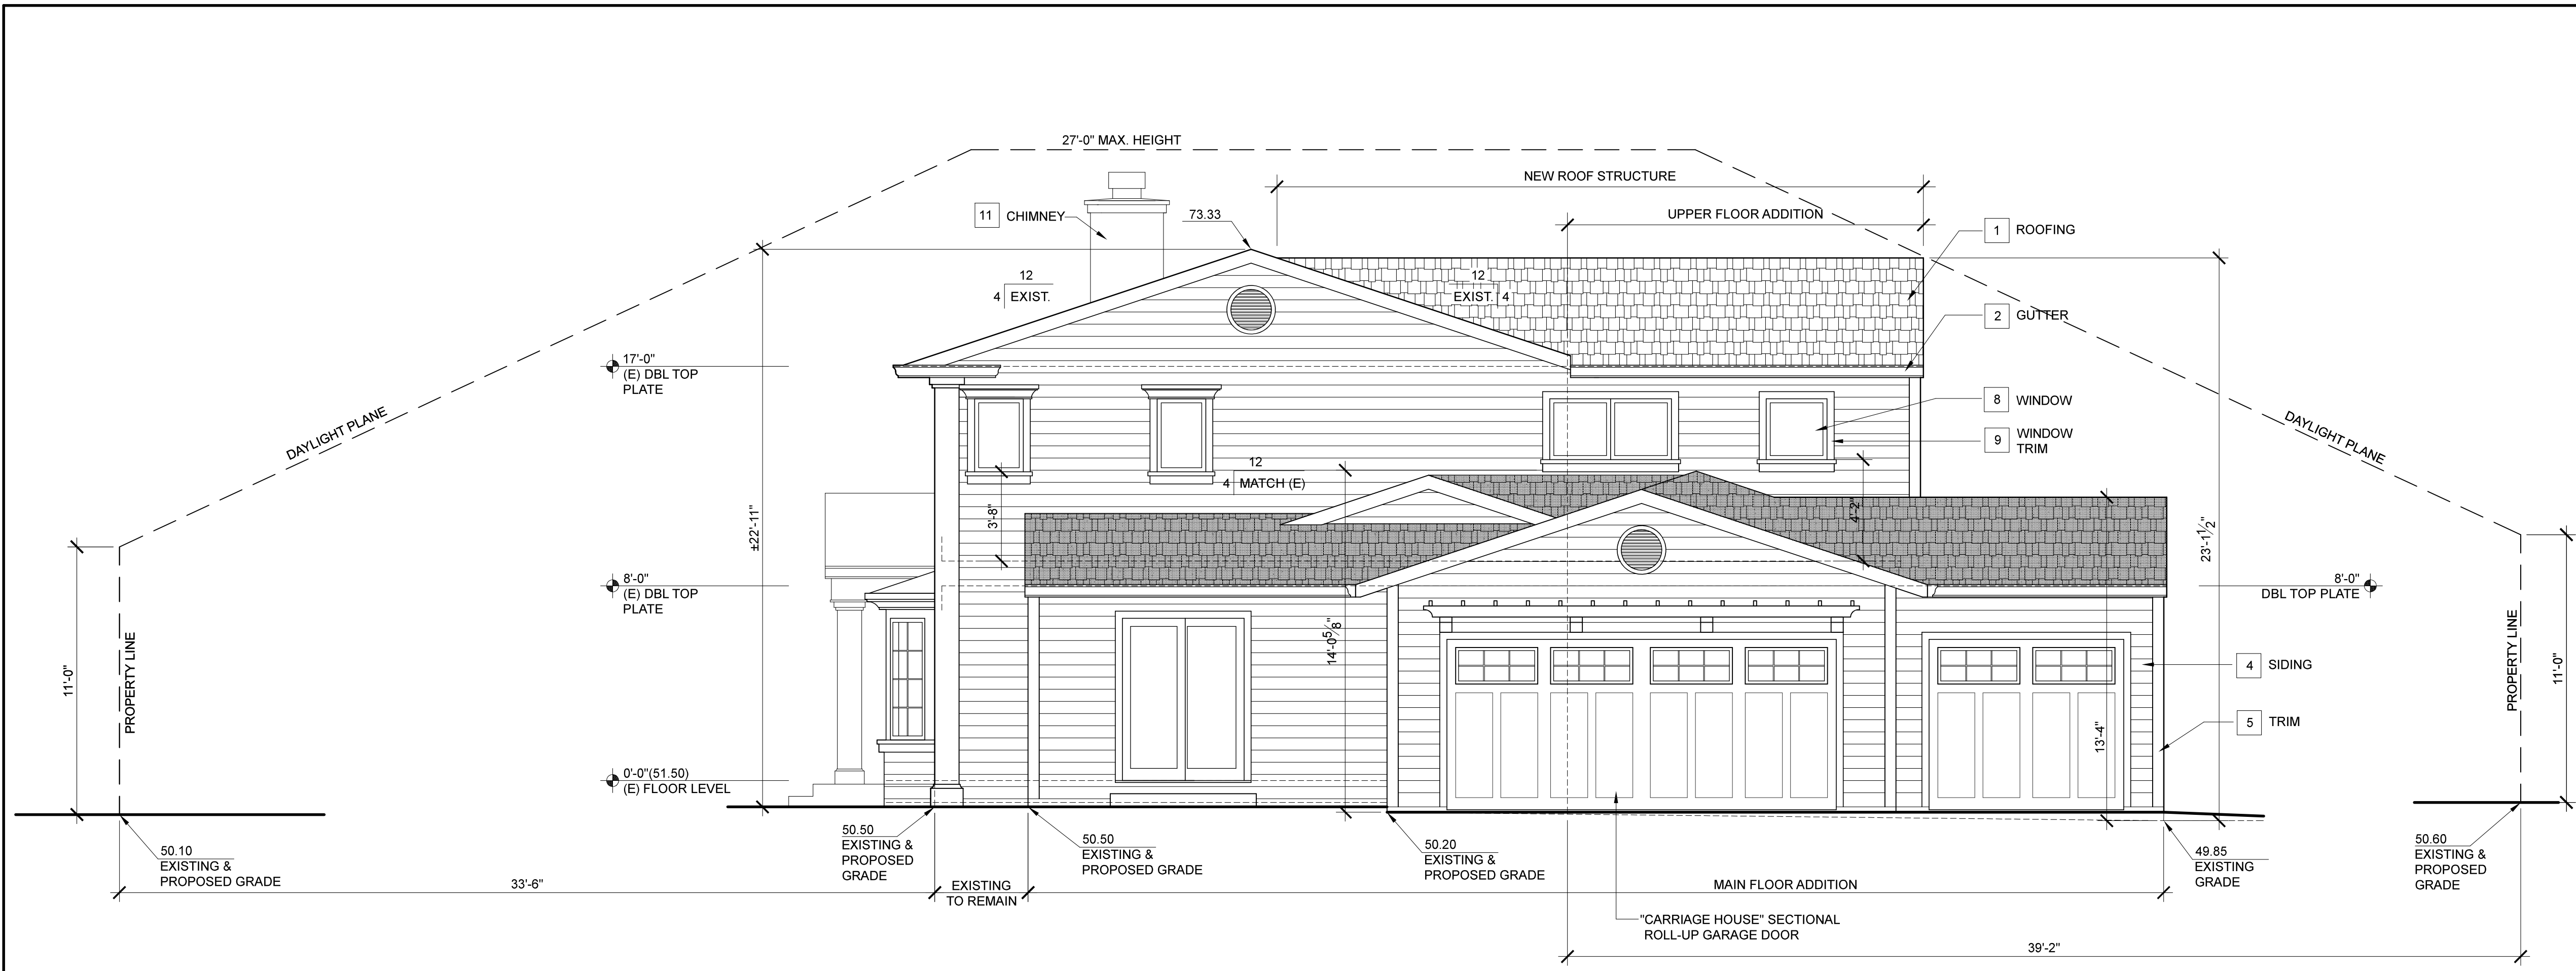 27'-0" MAX. HEIGHT
NEW ROOF STRUCTURE
11 CHIMNEY
73.33
UPPER FLOOR ADDITION
1 ROOFING
12
4 EXIST.
12
EXIST. 4
2 GUTTER
17'-0"
(E) DBL TOP
PLATE
8 WINDOW
9 WINDOW
TRIM
DAYLIGHT PLANE
DAYLIGHT PLANE
12
4 MATCH (E)
±22'-11"
3'-8"
4'-2"
23'-1 1/2"
8'-0"
(E) DBL TOP
PLATE
8'-0"
DBL TOP PLATE
14'-0 5/8"
11'-0"
PROPERTY LINE
PROPERTY LINE
11'-0"
4 SIDING
5 TRIM
13'-4"
0'-0"(51.50)
(E) FLOOR LEVEL
50.10
EXISTING &
PROPOSED GRADE
50.50
EXISTING &
PROPOSED
GRADE
50.50
EXISTING &
PROPOSED GRADE
50.20
EXISTING &
PROPOSED GRADE
49.85
EXISTING
GRADE
50.60
EXISTING &
PROPOSED
GRADE
33'-6"
EXISTING
TO REMAIN
MAIN FLOOR ADDITION
"CARRIAGE HOUSE" SECTIONAL
ROLL-UP GARAGE DOOR
39'-2"